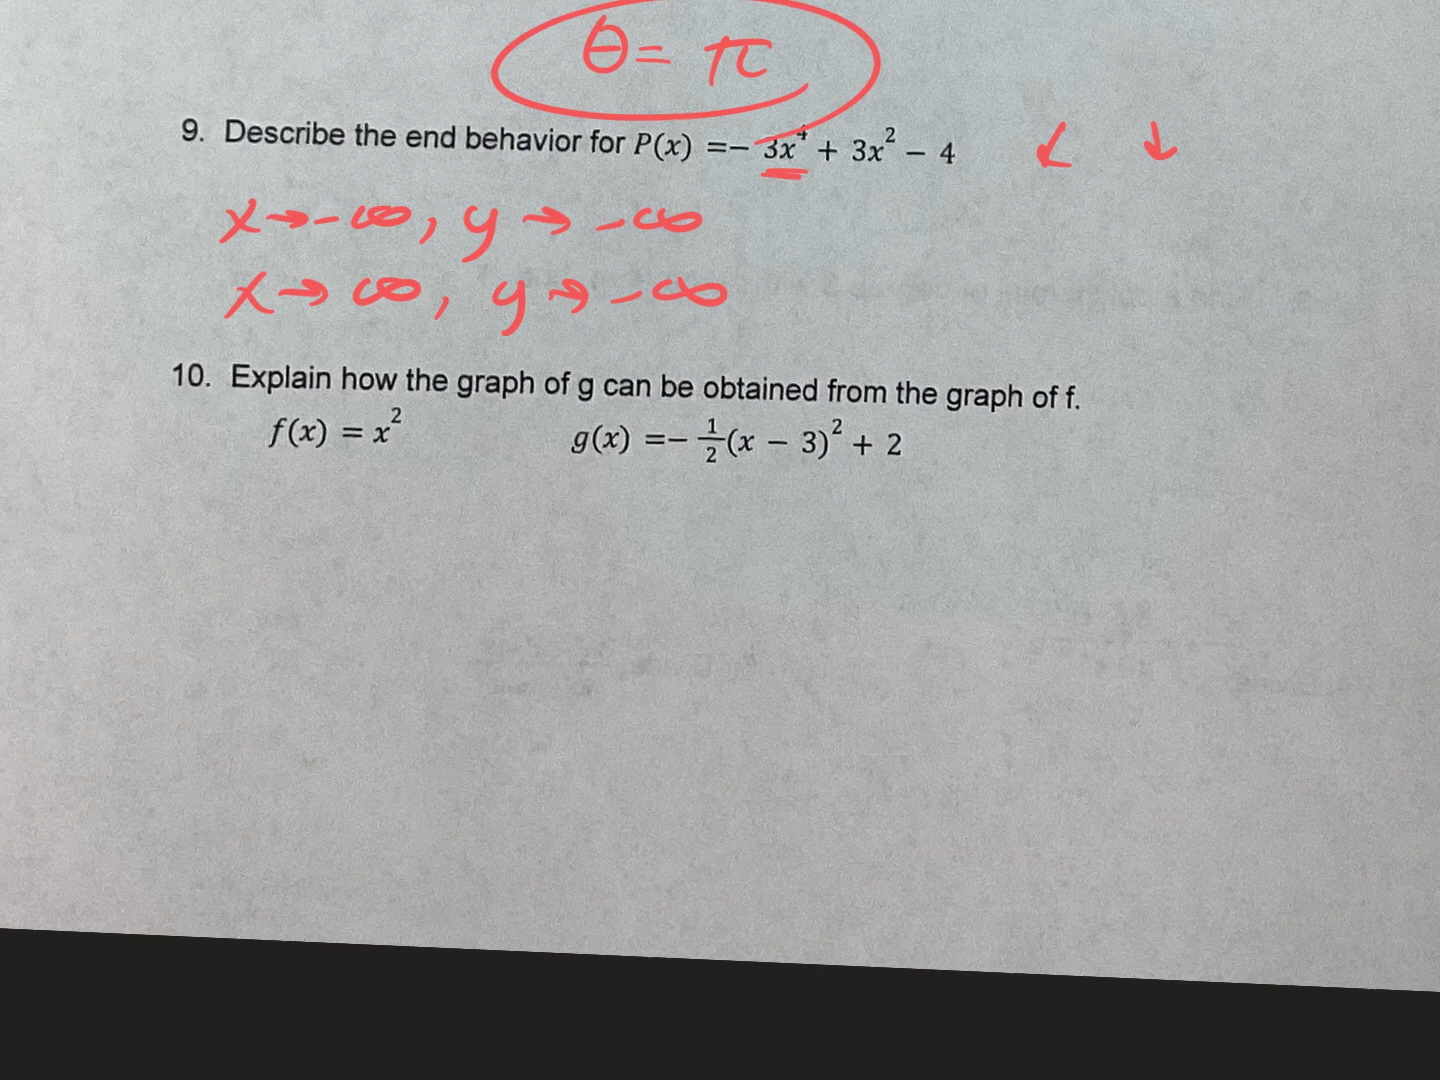 θ = π
9. Describe the end behavior for P(x) =− 3x⁴ + 3x² − 4
x→-∞, y→-∞
x→∞, y→-∞
10. Explain how the graph of g can be obtained from the graph of f.
f(x) = x² g(x) =− 1/2(x − 3)² + 2